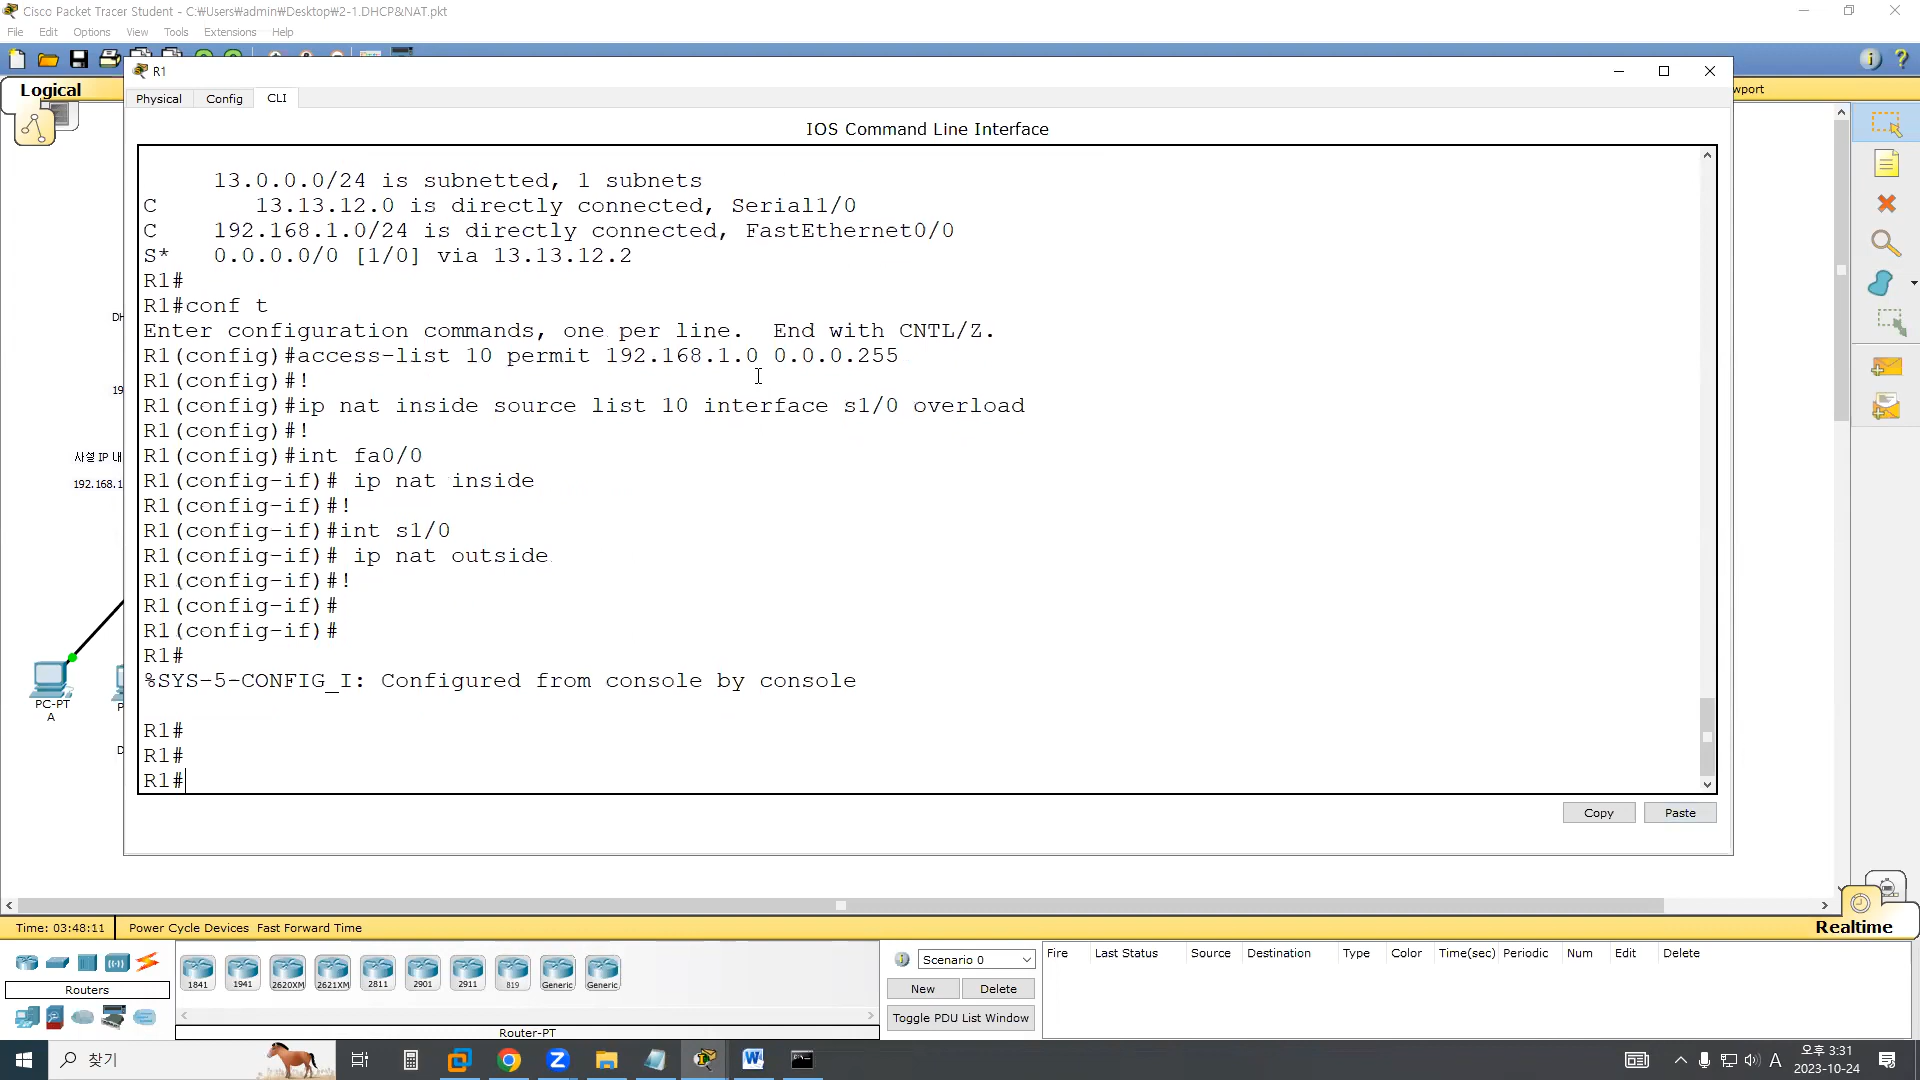 Cisco Packet Tracer Student - C:₩Users₩admin₩Desktop₩2-1.DHCP&NAT.pkt
File Edit Options View Tools Extensions Help
Logical
R1
Physical Config CLI
IOS Command Line Interface
13.0.0.0/24 is subnetted, 1 subnets
C 13.13.12.0 is directly connected, Serial1/0
C 192.168.1.0/24 is directly connected, FastEthernet0/0
S* 0.0.0.0/0 [1/0] via 13.13.12.2
R1#
R1#conf t
Enter configuration commands, one per line. End with CNTL/Z.
R1(config)#access-list 10 permit 192.168.1.0 0.0.0.255
R1(config)#!
R1(config)#ip nat inside source list 10 interface s1/0 overload
R1(config)#!
R1(config)#int fa0/0
R1(config-if)# ip nat inside
R1(config-if)#!
R1(config-if)#int s1/0
R1(config-if)# ip nat outside
R1(config-if)#!
R1(config-if)#
R1(config-if)#
R1#
%SYS-5-CONFIG_I: Configured from console by console
R1#
R1#
R1#
Copy Paste
wport
DH
19
사설 IP 내
192.168.1
PC-PT
A
P
D
Time: 03:48:11 Power Cycle Devices Fast Forward Time
Realtime
Routers
1841 1941 2620XM 2621XM 2811 2901 2911 819 Generic Generic
Router-PT
Scenario 0
New Delete
Toggle PDU List Window
Fire Last Status Source Destination Type Color Time(sec) Periodic Num Edit Delete
찾기
A
오후 3:31
2023-10-24